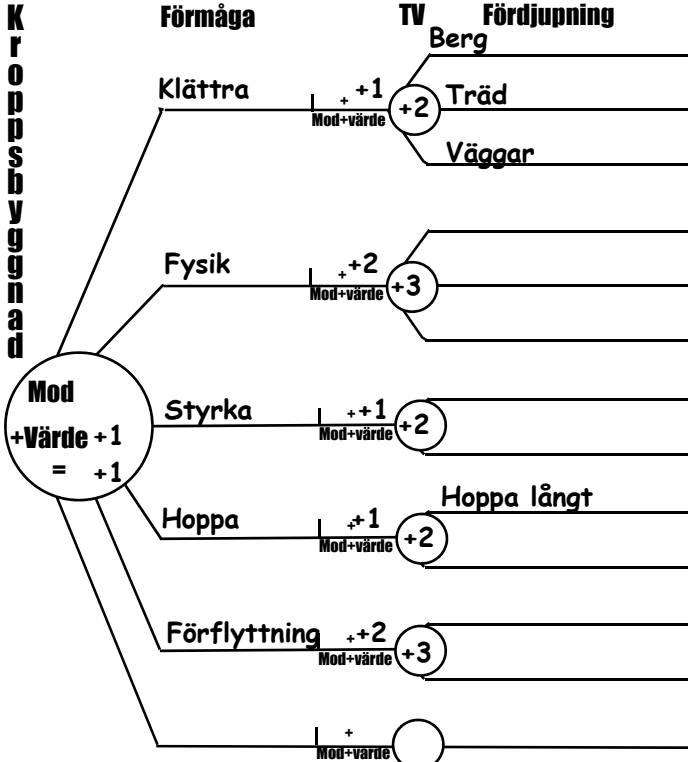 Kroppsbyggnad
Förmåga TV Fördjupning
Berg
Klättra + +1 +2 Träd
Mod+värde
Väggar
Fysik + +2 +3
Mod+värde
Mod
+Värde +1
= +1
Styrka + +1 +2
Mod+värde
Hoppa långt
Hoppa + +1 +2
Mod+värde
Förflyttning + +2 +3
Mod+värde
+
Mod+värde